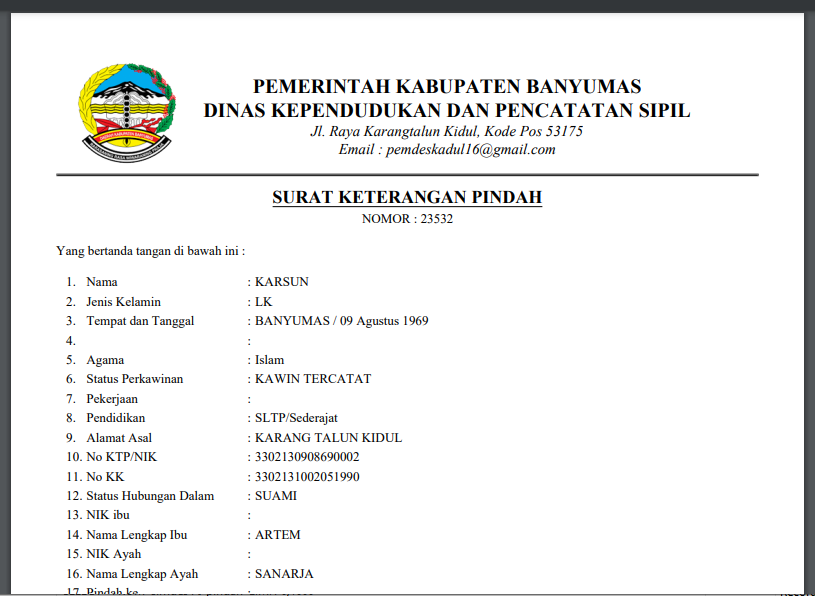 PEMERINTAH KABUPATEN BANYUMAS
DINAS KEPENDUDUKAN DAN PENCATATAN SIPIL
Jl. Raya Karangtalun Kidul, Kode Pos 53175
Email : pemdeskadul16@gmail.com
SURAT KETERANGAN PINDAH
NOMOR : 23532
Yang bertanda tangan di bawah ini :
1. Nama : KARSUN
2. Jenis Kelamin : LK
3. Tempat dan Tanggal : BANYUMAS / 09 Agustus 1969
4. :
5. Agama : Islam
6. Status Perkawinan : KAWIN TERCATAT
7. Pekerjaan :
8. Pendidikan : SLTP/Sederajat
9. Alamat Asal : KARANG TALUN KIDUL
10. No KTP/NIK : 3302130908690002
11. No KK : 3302131002051990
12. Status Hubungan Dalam : SUAMI
13. NIK ibu :
14. Nama Lengkap Ibu : ARTEM
15. NIK Ayah :
16. Nama Lengkap Ayah : SANARJA
17. Pindah ke :